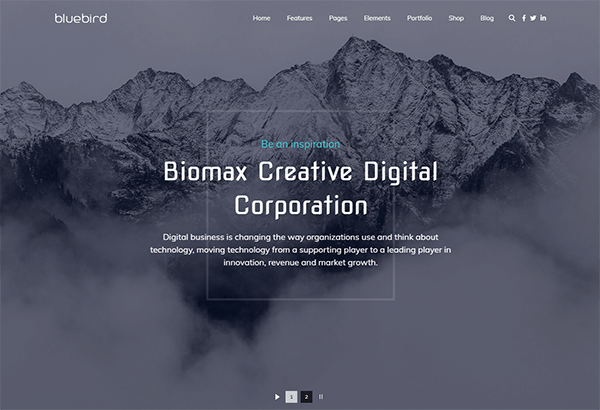 bluebird
Home Features Pages Elements Portfolio Shop Blog
Be an inspiration
Biomax Creative Digital
Corporation
Digital business is changing the way organizations use and think about
technology, moving technology from a supporting player to a leading player in
innovation, revenue and market growth.
1 2